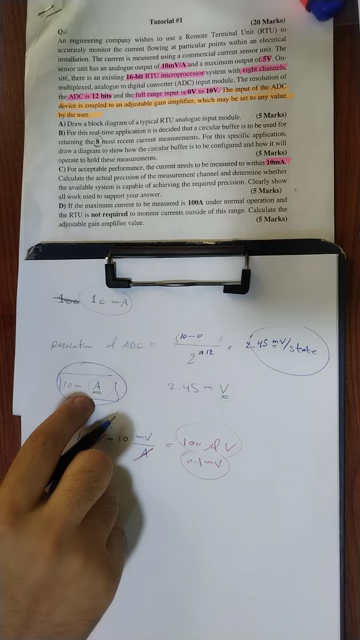 Tutorial #1
(20 Marks)
Q5:
An engineering company wishes to use a Remote Terminal Unit (RTU) to
accurately monitor the current flowing at particular points within an electrical
installation. The current is measured using a commercial current sensor unit. The
sensor unit has an analogue output of 10mV/A and a maximum output of 5V. On-
site, there is an existing 16-bit RTU microprocessor system with eight channels,
multiplexed, analogue to digital converter (ADC) input module. The resolution of
the ADC is 12 bits and the full range input is 0V to 10V. The input of the ADC
device is coupled to an adjustable gain amplifier, which may be set to any value
by the user.
A) Draw a block diagram of a typical RTU analogue input module. (5 Marks)
B) For this real-time application it is decided that a circular buffer is to be used for
retaining the 8 most recent current measurements. For this specific application,
draw a diagram to show how the circular buffer is to be configured and how it will
operate to hold these measurements. (5 Marks)
C) For acceptable performance, the current needs to be measured to within 10mA.
Calculate the actual precision of the measurement channel and determine whether
the available system is capable of achieving the required precision. Clearly show
all work used to support your answer. (5 Marks)
D) If the maximum current to be measured is 100A under normal operation and
the RTU is not required to monitor currents outside of this range. Calculate the
adjustable gain amplifier value. (5 Marks)
10mA
Resolution of ADC = (10-0) / 2^12 = 2.45 mV/state
10m A
2.45 m V
10 mV/A = 100 µV
0.1mV